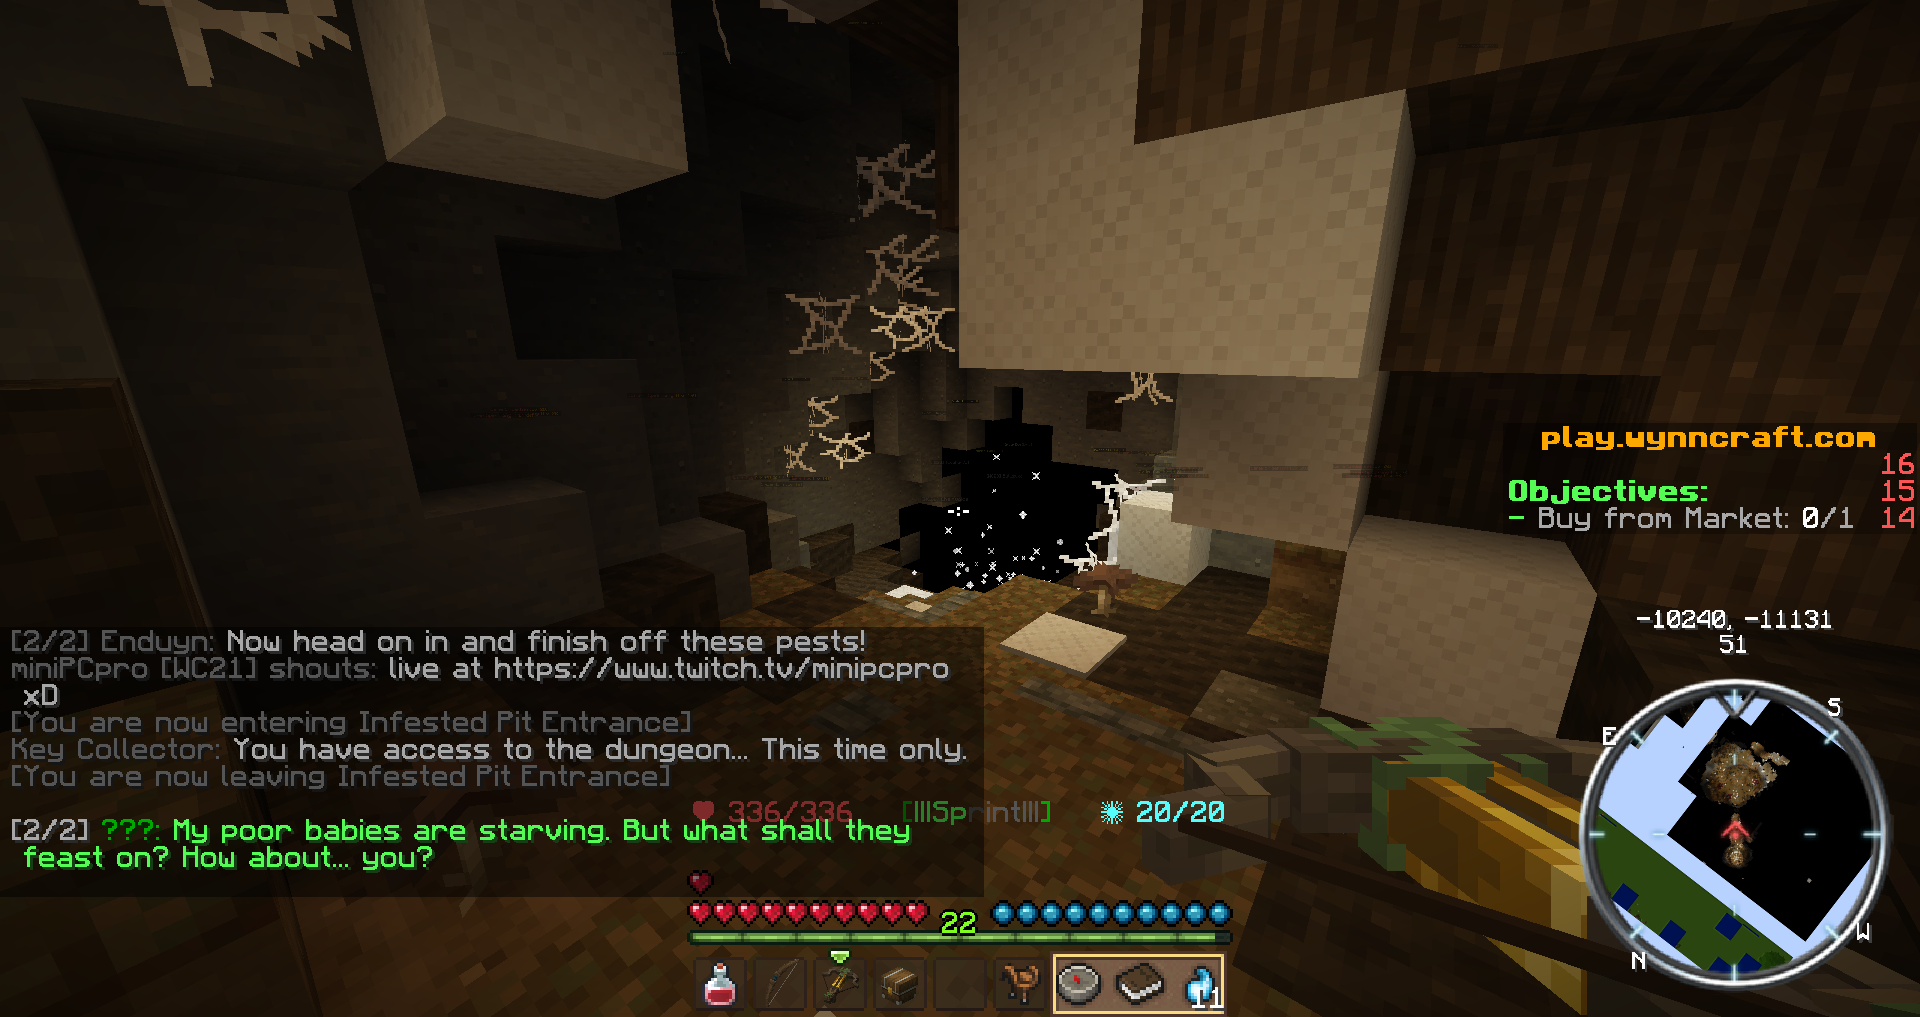 play.wynncraft.com
16
Objectives:
15
- Buy from Market: 0/1
14
-10240, -11131
51
[2/2] Enduyn: Now head on in and finish off these pests!
miniPCpro [WC21] shouts: live at https://www.twitch.tv/minipcpro
xD
[You are now entering Infested Pit Entrance]
Key Collector: You have access to the dungeon... This time only.
[You are now leaving Infested Pit Entrance]
336/336 [|||Sprint|||] 20/20
[2/2] ???: My poor babies are starving. But what shall they
feast on? How about... you?
22
11
S
E
W
N